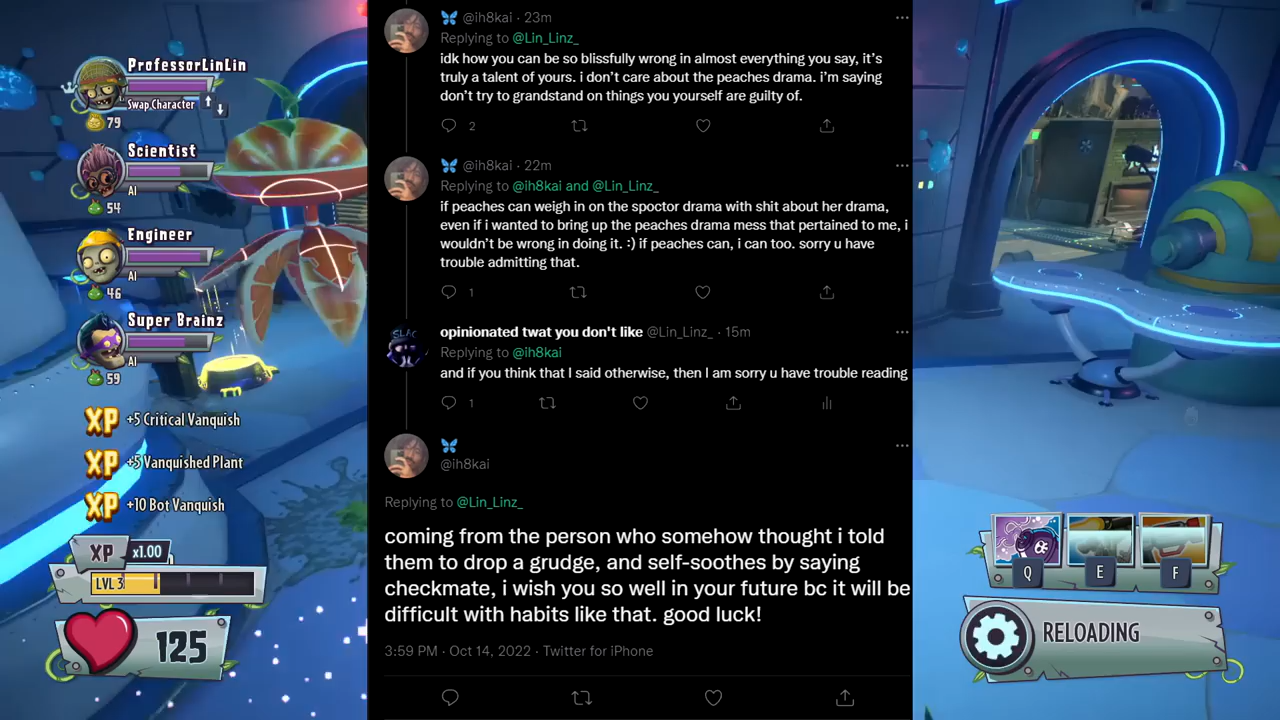 ProfessorLinLin
Swap Character
79
Scientist
AI
54
Engineer
AI
46
Super Brainz
AI
59
XP +5 Critical Vanquish
XP +5 Vanquished Plant
XP +10 Bot Vanquish
XP x1.00
LVL 3
125
@ih8kai · 23m
Replying to @Lin_Linz_
idk how you can be so blissfully wrong in almost everything you say, it's
truly a talent of yours. i don't care about the peaches drama. i'm saying
don't try to grandstand on things you yourself are guilty of.
2
@ih8kai · 22m
Replying to @ih8kai and @Lin_Linz_
if peaches can weigh in on the spoctor drama with shit about her drama,
even if i wanted to bring up the peaches drama mess that pertained to me, i
wouldn't be wrong in doing it. :) if peaches can, i can too. sorry u have
trouble admitting that.
1
SLAC
opinionated twat you don't like @Lin_Linz_ · 15m
Replying to @ih8kai
and if you think that I said otherwise, then I am sorry u have trouble reading
1
@ih8kai
Replying to @Lin_Linz_
coming from the person who somehow thought i told
them to drop a grudge, and self-soothes by saying
checkmate, i wish you so well in your future bc it will be
difficult with habits like that. good luck!
3:59 PM · Oct 14, 2022 · Twitter for iPhone
Q E F
RELOADING